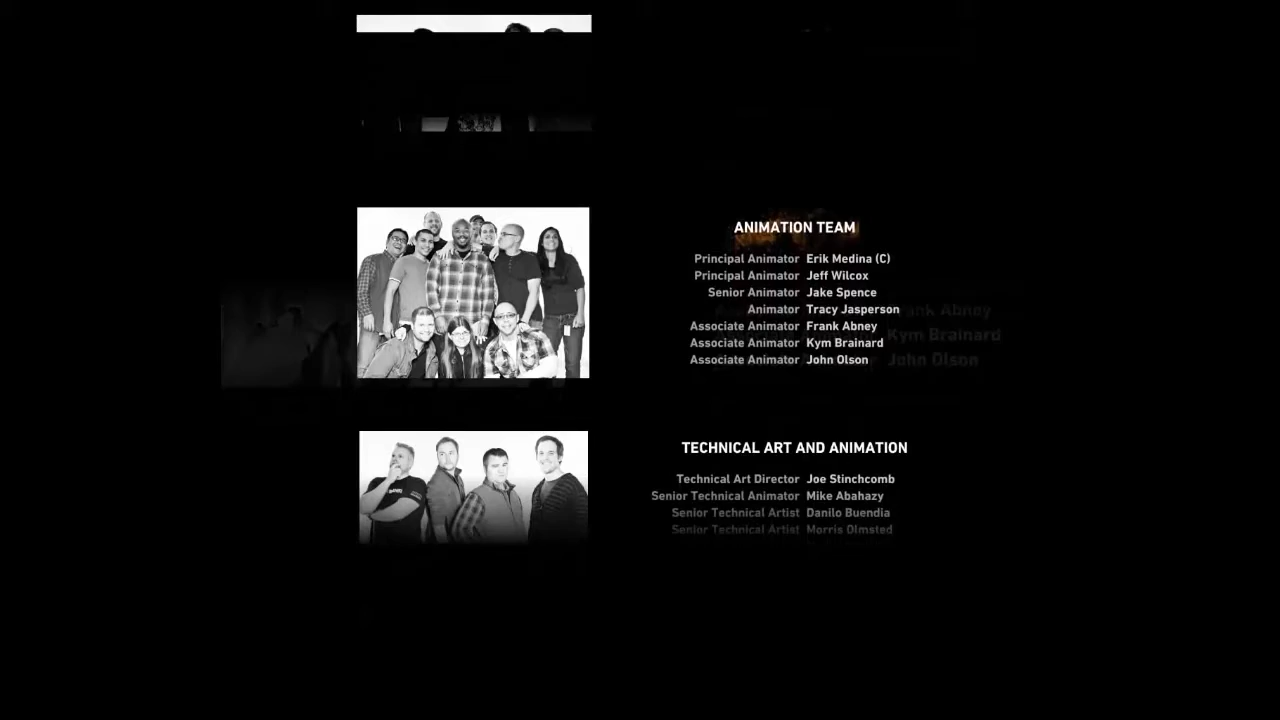 ANIMATION TEAM
Principal Animator Erik Medina (C)
Principal Animator Jeff Wilcox
Senior Animator Jake Spence
Animator Tracy Jasperson
Associate Animator Frank Abney
Associate Animator Kym Brainard
Associate Animator John Olson
TECHNICAL ART AND ANIMATION
Technical Art Director Joe Stinchcomb
Senior Technical Animator Mike Abahazy
Senior Technical Artist Danilo Buendia
Senior Technical Artist Morris Olmsted